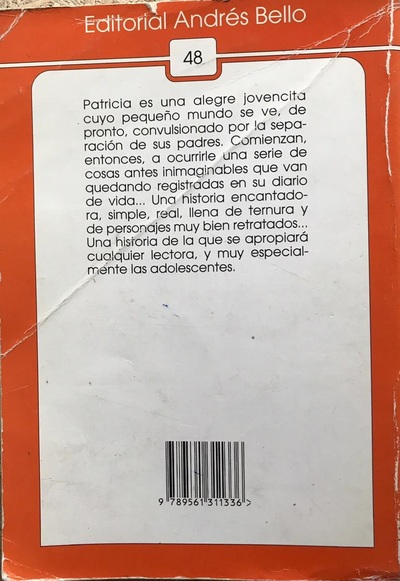 Editorial Andrés Bello
48
Patricia es una alegre jovencita
cuyo pequeño mundo se ve, de
pronto, convulsionado por la sepa-
ración de sus padres. Comienzan,
entonces, a ocurrirle una serie de
cosas antes inimaginables que van
quedando registradas en su diario
de vida... Una historia encantado-
ra, simple, real, llena de ternura y
de personajes muy bien retratados...
Una historia de la que se apropiará
cualquier lectora, y muy especial-
mente las adolescentes.
9 789561 311336 >